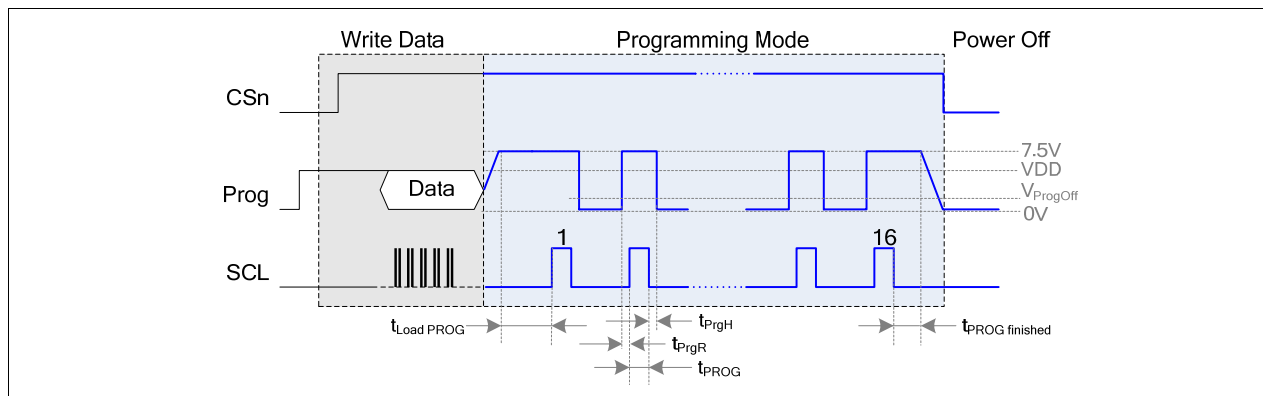 Write Data
Programming Mode
Power Off
CSn
7.5V
VDD
Prog
Data
VProgOff
0V
1
16
SCL
tLoad PROG
tPrgH
tPROG finished
tPrgR
tPROG